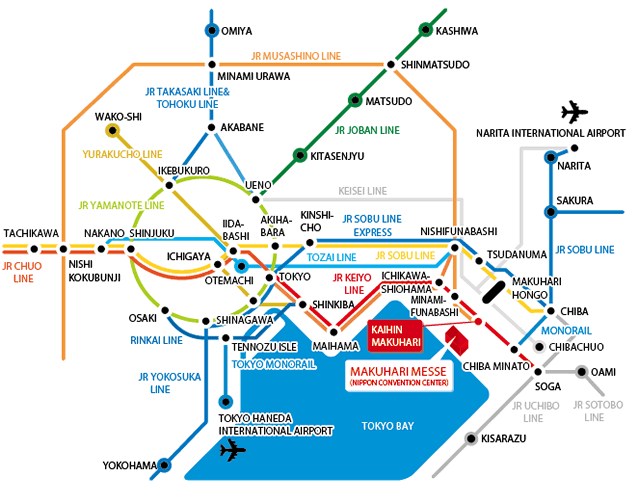 OMIYA
KASHIWA
JR MUSASHINO LINE
MINAMI URAWA
SHINMATSUDO
JR TAKASAKI LINE&
TOHOKU LINE
MATSUDO
WAKO-SHI
AKABANE
JR JOBAN LINE
NARITA INTERNATIONAL AIRPORT
YURAKUCHO LINE
KITASENJYU
NARITA
IKEBUKURO
UENO
KEISEI LINE
JR YAMANOTE LINE
SAKURA
IIDA-
BASHI
AKIHA-
BARA
KINSHI-
CHO
JR SOBU LINE
EXPRESS
NISHIFUNABASHI
TACHIKAWA
NAKANO
SHINJUKU
TSUDANUMA
JR SOBU LINE
JR CHUO
LINE
NISHI
KOKUBUNJI
ICHIGAYA
TOZAI LINE
JR SOBU LINE
OTEMACHI
TOKYO
JR KEIYO
LINE
ICHIKAWA-
SHIOHAMA
MAKUHARI
HONGO
MINAMI-
FUNABASHI
OSAKI
SHINAGAWA
SHINKIBA
CHIBA
KAIHIN
MAKUHARI
MONORAIL
RINKAI LINE
TENNOZU ISLE
MAIHAMA
CHIBACHUO
TOKYO MONORAIL
MAKUHARI MESSE
(NIPPON CONVENTION CENTER)
CHIBA MINATO
OAMI
JR YOKOSUKA
LINE
SOGA
TOKYO HANEDA
INTERNATIONAL AIRPORT
TOKYO BAY
JR UCHIBO
LINE
JR SOTOBO
LINE
KISARAZU
YOKOHAMA